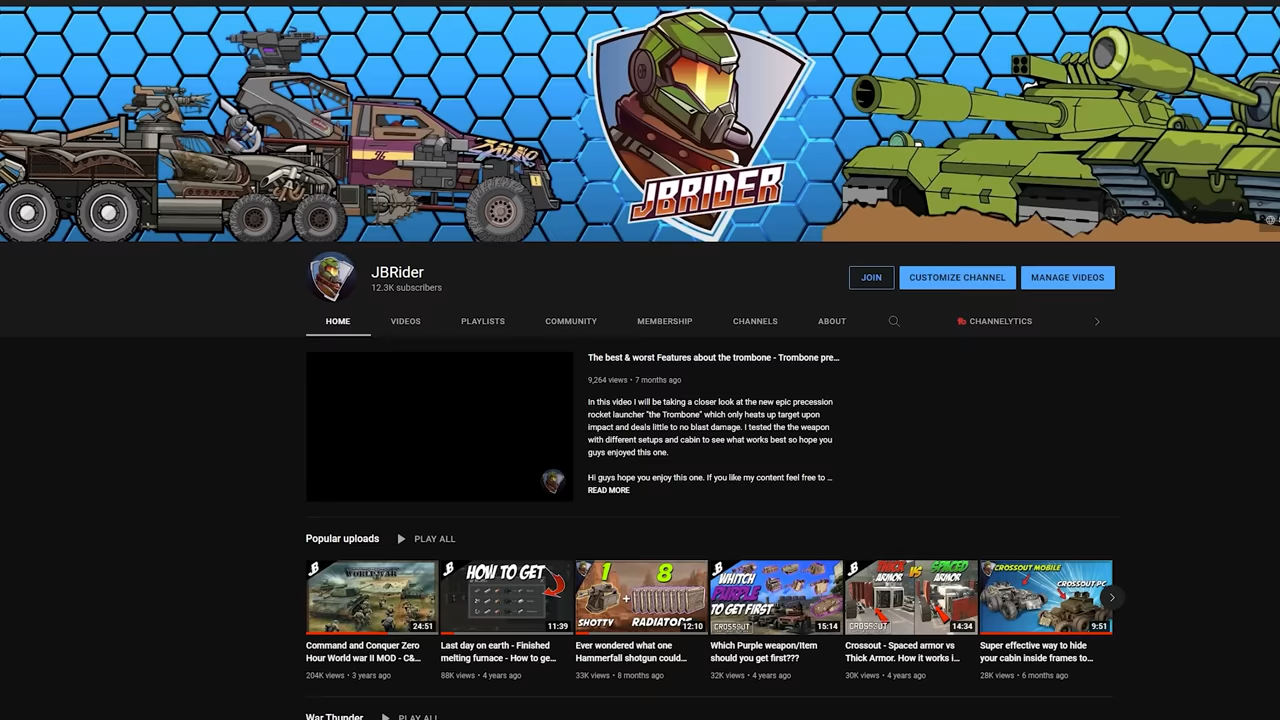 JBRIDER
JBRider
12.3K subscribers
JOIN
CUSTOMIZE CHANNEL
MANAGE VIDEOS
HOME
VIDEOS
PLAYLISTS
COMMUNITY
MEMBERSHIP
CHANNELS
ABOUT
CHANNELYTICS
The best & worst Features about the trombone - Trombone pre...
9,264 views • 7 months ago
In this video I will be taking a closer look at the new epic precession
rocket launcher "the Trombone" which only heats up target upon
impact and deals little to no blast damage. I tested the the weapon
with different setups and cabin to see what works best so hope you
guys enjoyed this one.
Hi guys hope you enjoy this one. If you like my content feel free to ...
READ MORE
Popular uploads
PLAY ALL
WORLD WAR
24:51
HOW TO GET
11:39
1
8
+
SHOTTY
RADIATORS
12:10
WHITCH
PURPLE
TO GET FIRST
CROSSOUT
15:14
THICK
ARMOR
VS
SPACED
ARMOR
CROSSOUT
14:34
CROSSOUT MOBILE
CROSSOUT PC
9:51
Command and Conquer Zero
Hour World war II MOD - C&...
204K views • 3 years ago
Last day on earth - Finished
melting furnace - How to ge...
88K views • 4 years ago
Ever wondered what one
Hammerfall shotgun could...
33K views • 8 months ago
Which Purple weapon/Item
should you get first???
32K views • 4 years ago
Crossout - Spaced armor vs
Thick Armor. How it works i...
30K views • 4 years ago
Super effective way to hide
your cabin inside frames to...
28K views • 6 months ago
War Thunder
PLAY ALL